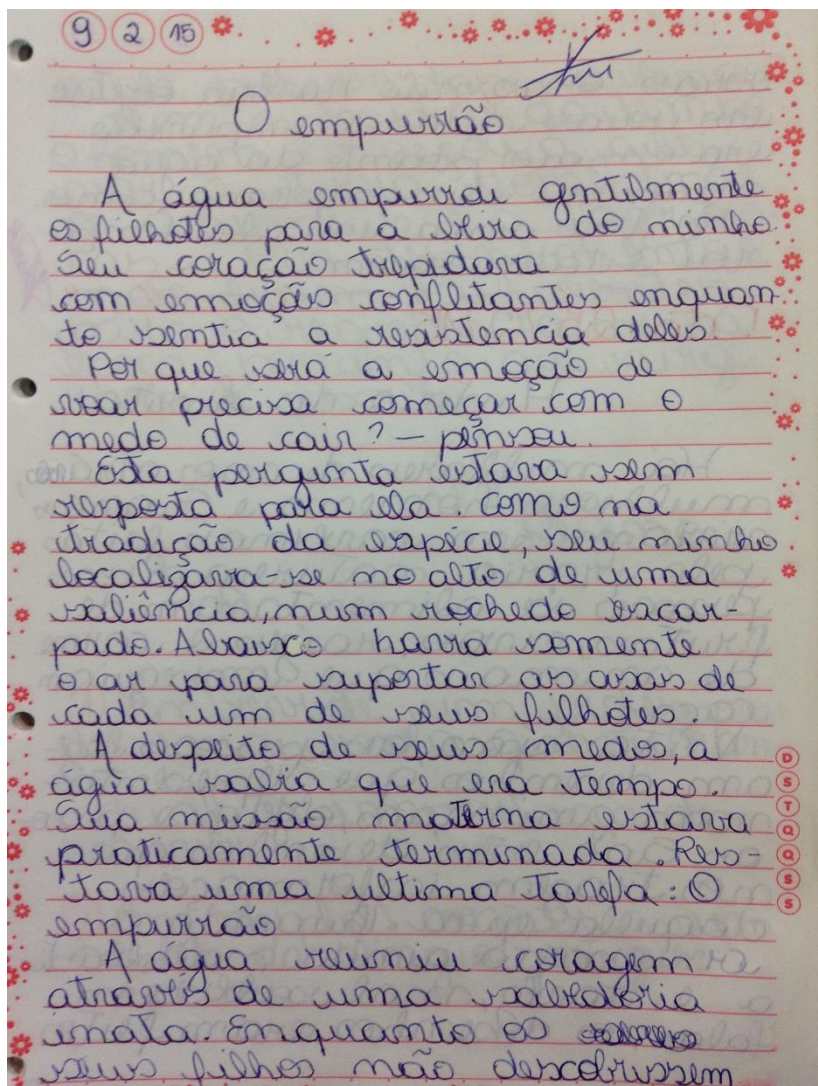 9 2 15
O empurrão
A água empurrou gentilmente
os filhotes para a beira do ninho.
Seu coração trepidava
com emoções conflitantes enquan-
to sentia a resistencia deles.
Por que será a emoção de
voar precisa começar com o
medo de cair? - pensou.
Esta pergunta estava sem
resposta para ela. Como na
tradição da espécie, seu ninho
localizava-se no alto de uma
saliência, num rochedo escar-
pado. Abaixo havia somente
o ar para suportar as asas de
cada um de seus filhotes.
A despeito de seus medos, a
água sabia que era tempo.
Sua missão materna estava
praticamente terminada. Res-
tava uma ultima tarefa: O
empurrão
A água reuniu coragem
através de uma sabedoria
inata. Enquanto os
seus filhos não descobrissem
D
S
T
Q
Q
S
S